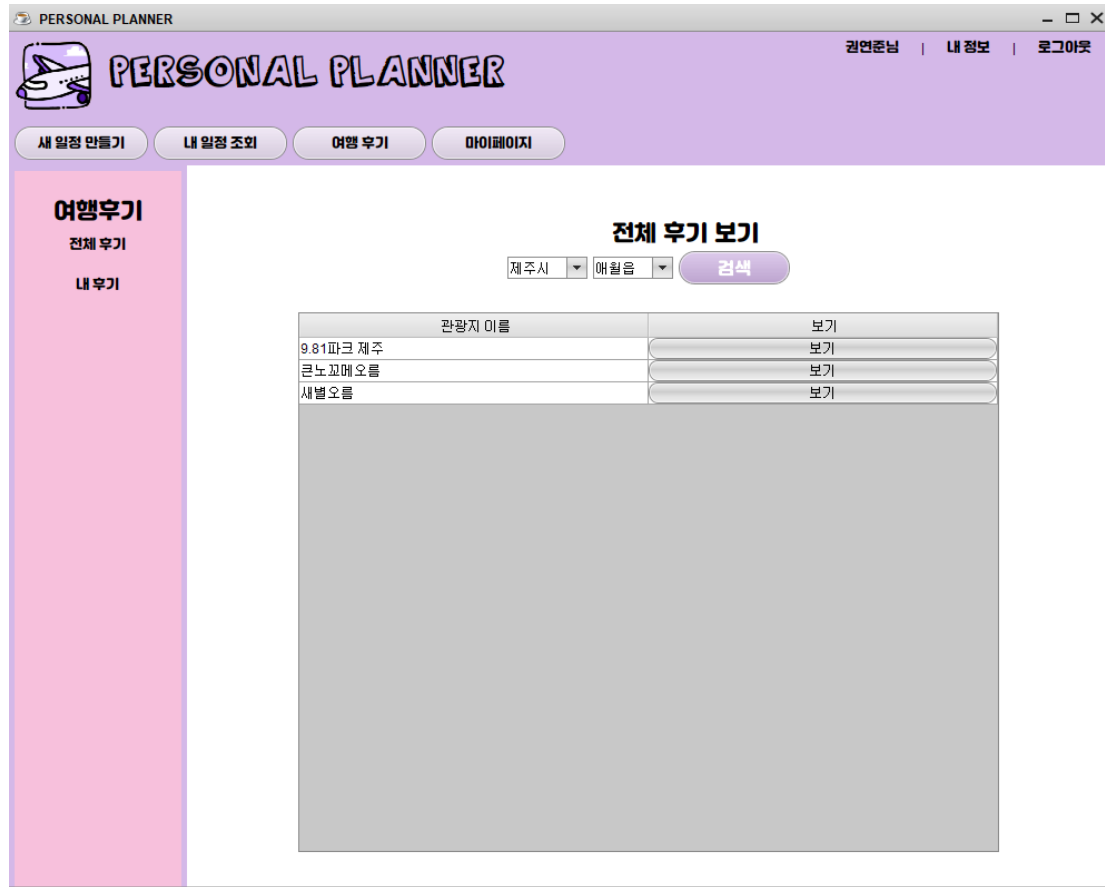 PERSONAL PLANNER
권연준님 | 내 정보 | 로그아웃
PERSONAL PLANNER
새 일정 만들기 내 일정 조회 여행 후기 마이페이지
여행후기
전체 후기
내 후기
전체 후기 보기
제주시 애월읍 검색
관광지 이름 보기
9.81파크 제주 보기
큰노꼬메오름 보기
새별오름 보기